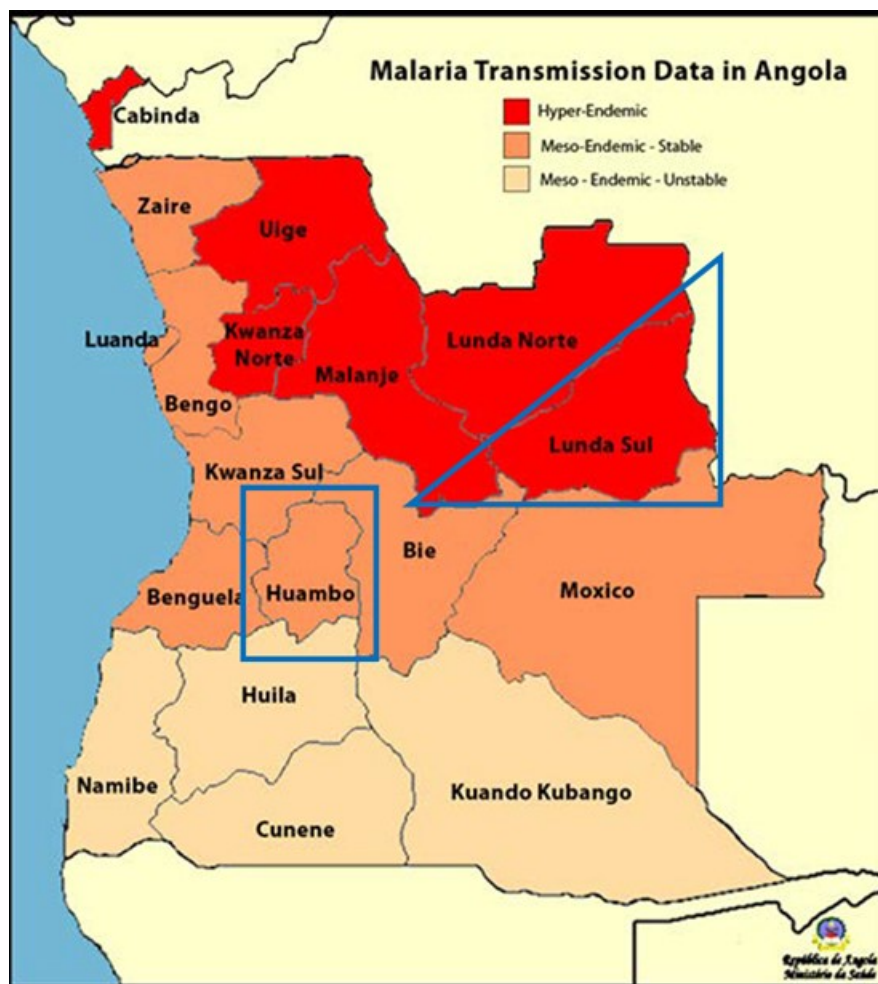 Malaria Transmission Data in Angola
Hyper-Endemic
Meso-Endemic - Stable
Meso - Endemic - Unstable
Cabinda
Zaire
Uige
Luanda
Kwanza
Norte
Lunda Norte
Malanje
Bengo
Lunda Sul
Kwanza Sul
Bie
Benguela
Huambo
Moxico
Huila
Namibe
Kuando Kubango
Cunene
República de Angola
Ministério da Saúde